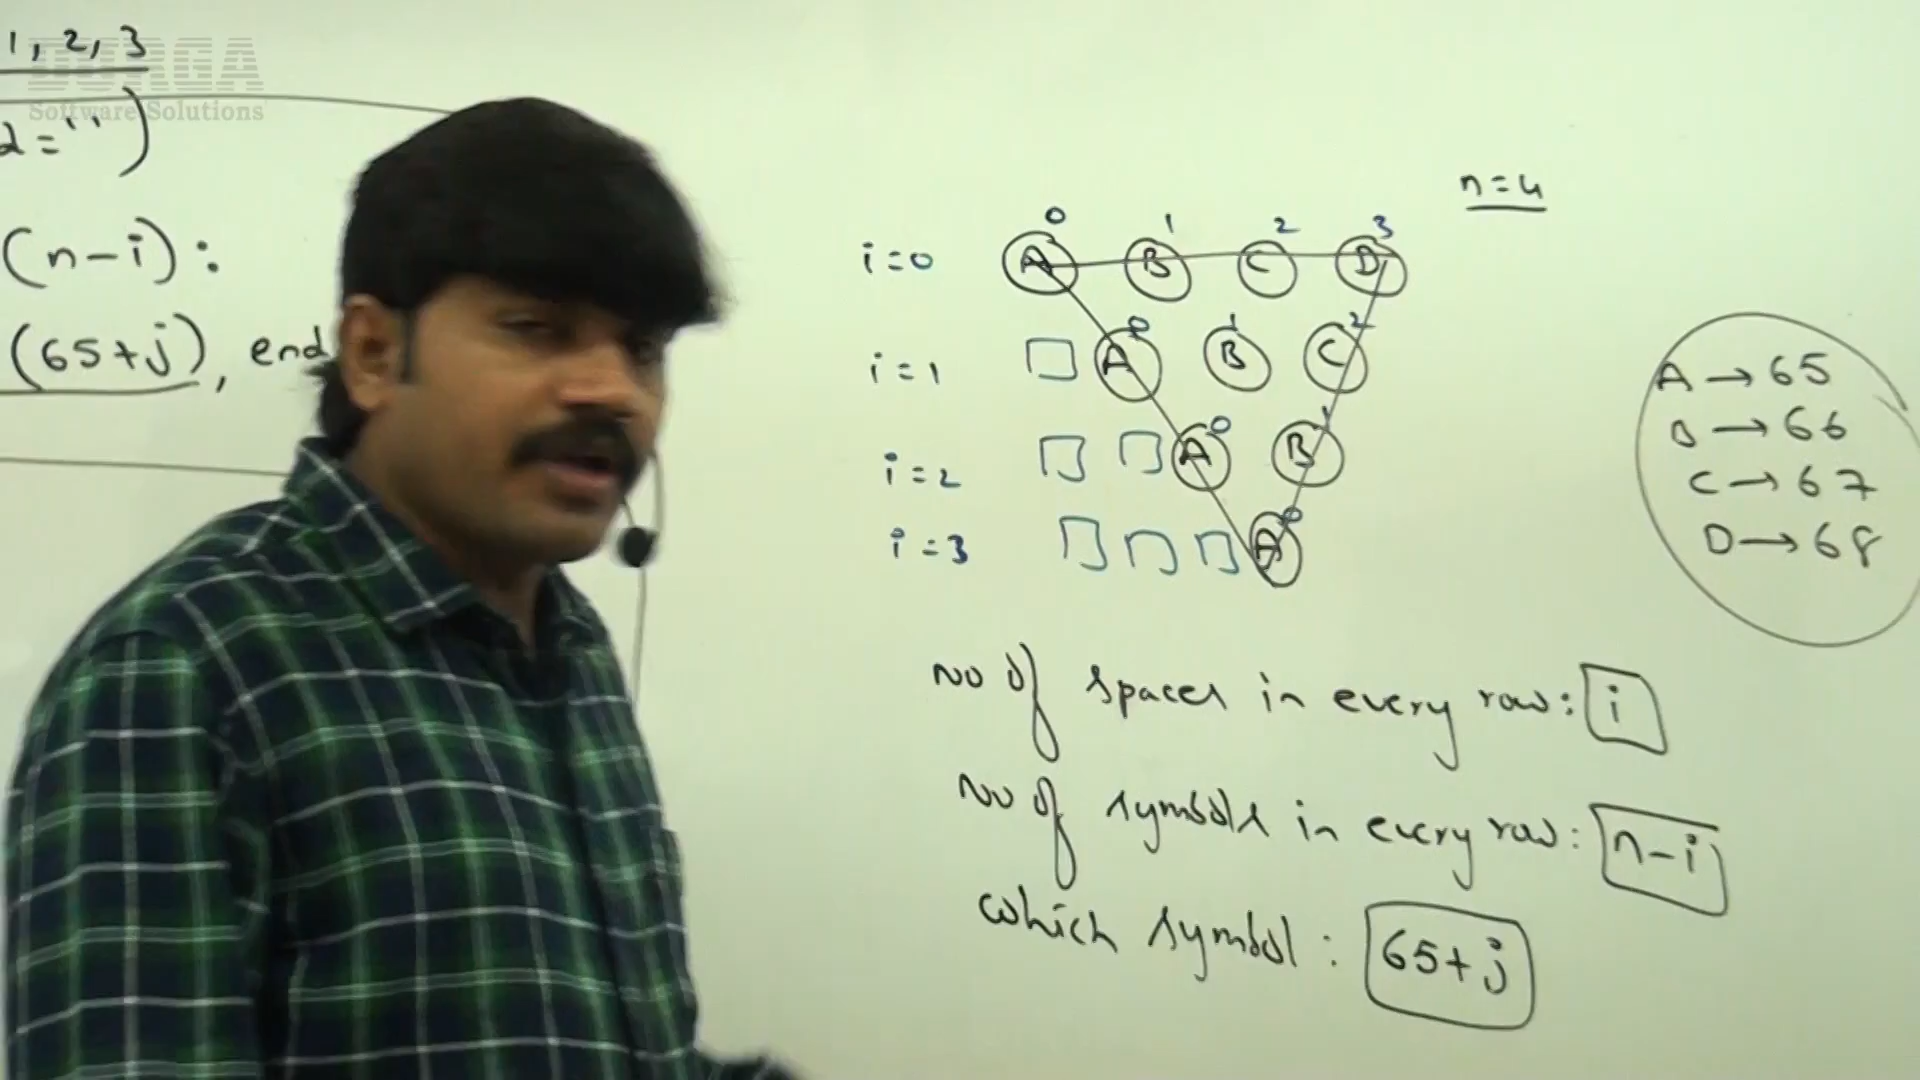 1, 2, 3
DURGA
Software Solutions
d='')
(n-i):
(65+j), end
n=4
0 1 2 3
i=0 A B C D
0 1 2
i=1 A B C
0 1
i=2 A B
0
i=3 A
A → 65
B → 66
C → 67
D → 68
no of spaces in every row: i
no of symbols in every row: n-i
which symbol: 65+j